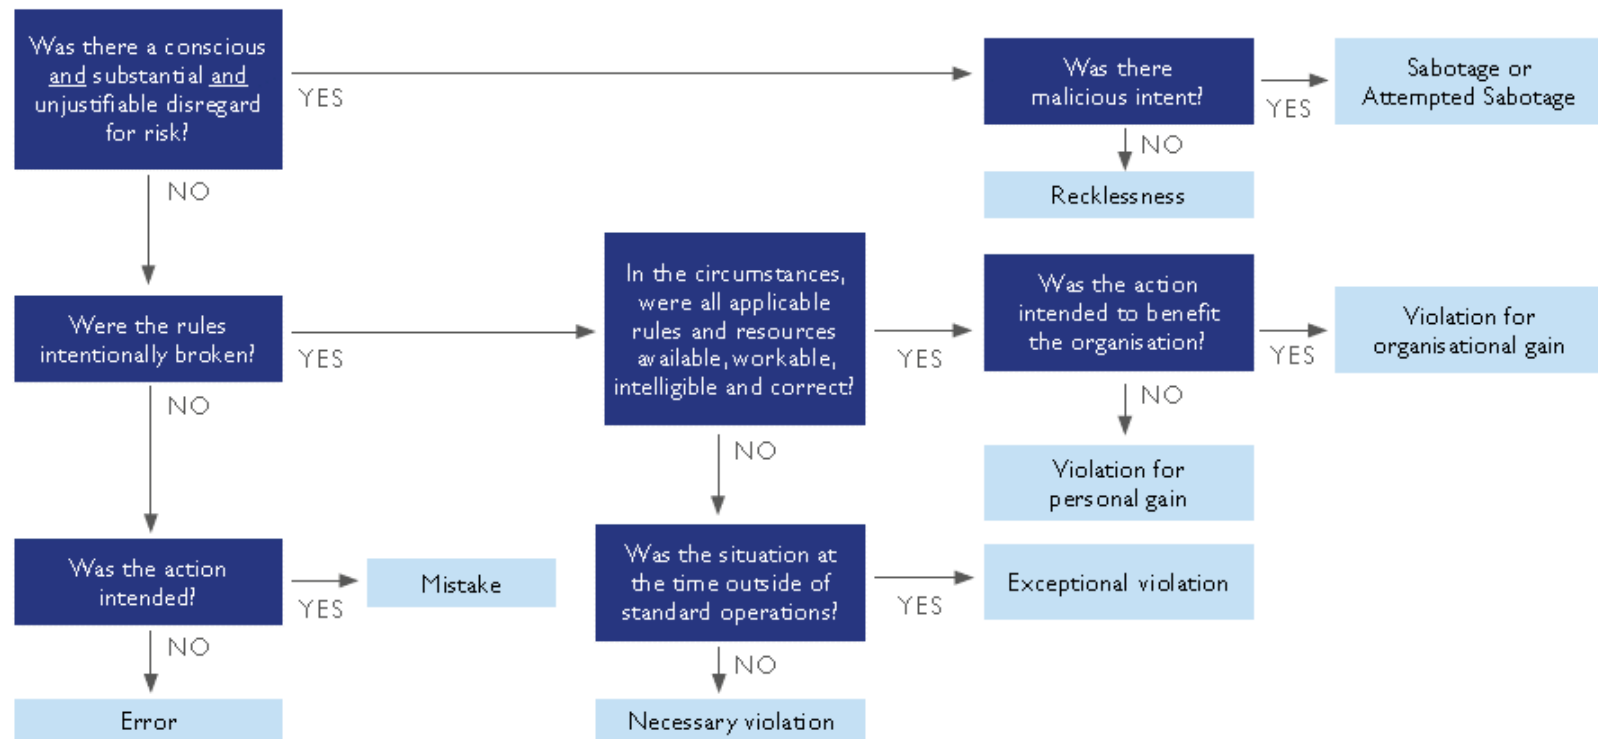 Was there a conscious
and substantial and
unjustifiable disregard
for risk?
YES
Was there
malicious intent?
YES
Sabotage or
Attempted Sabotage
NO
Recklessness
NO
Were the rules
intentionally broken?
YES
In the circumstances,
were all applicable
rules and resources
available, workable,
intelligible and correct?
YES
Was the action
intended to benefit
the organisation?
YES
Violation for
organisational gain
NO
Violation for
personal gain
NO
Was the situation at
the time outside of
standard operations?
YES
Exceptional violation
NO
Necessary violation
NO
Was the action
intended?
YES
Mistake
NO
Error